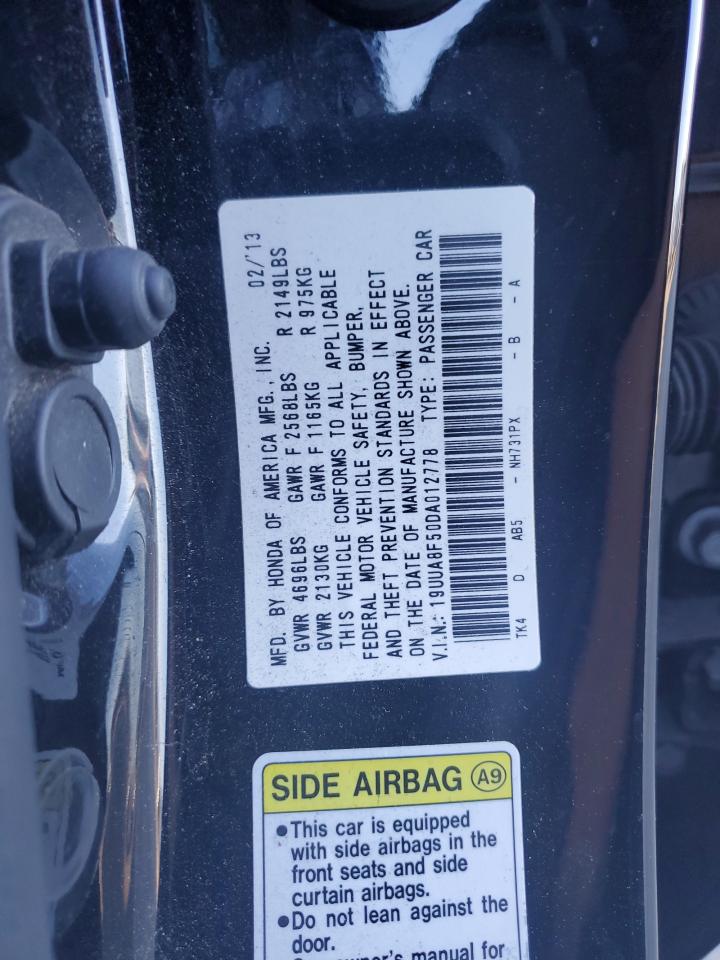 MFD. BY HONDA OF AMERICA MFG., INC. 02/'13
GVWR 4696LBS GAWR F 2568LBS R 2149LBS
GVWR 2130KG GAWR F 1165KG R 975KG
THIS VEHICLE CONFORMS TO ALL APPLICABLE
FEDERAL MOTOR VEHICLE SAFETY, BUMPER,
AND THEFT PREVENTION STANDARDS IN EFFECT
ON THE DATE OF MANUFACTURE SHOWN ABOVE.
V.I.N.: 19UUA8F50DA012778 TYPE: PASSENGER CAR
TK4 D AB5 - NH731PX - B - A
SIDE AIRBAG A9
●This car is equipped
with side airbags in the
front seats and side
curtain airbags.
●Do not lean against the
door.
owner's manual for